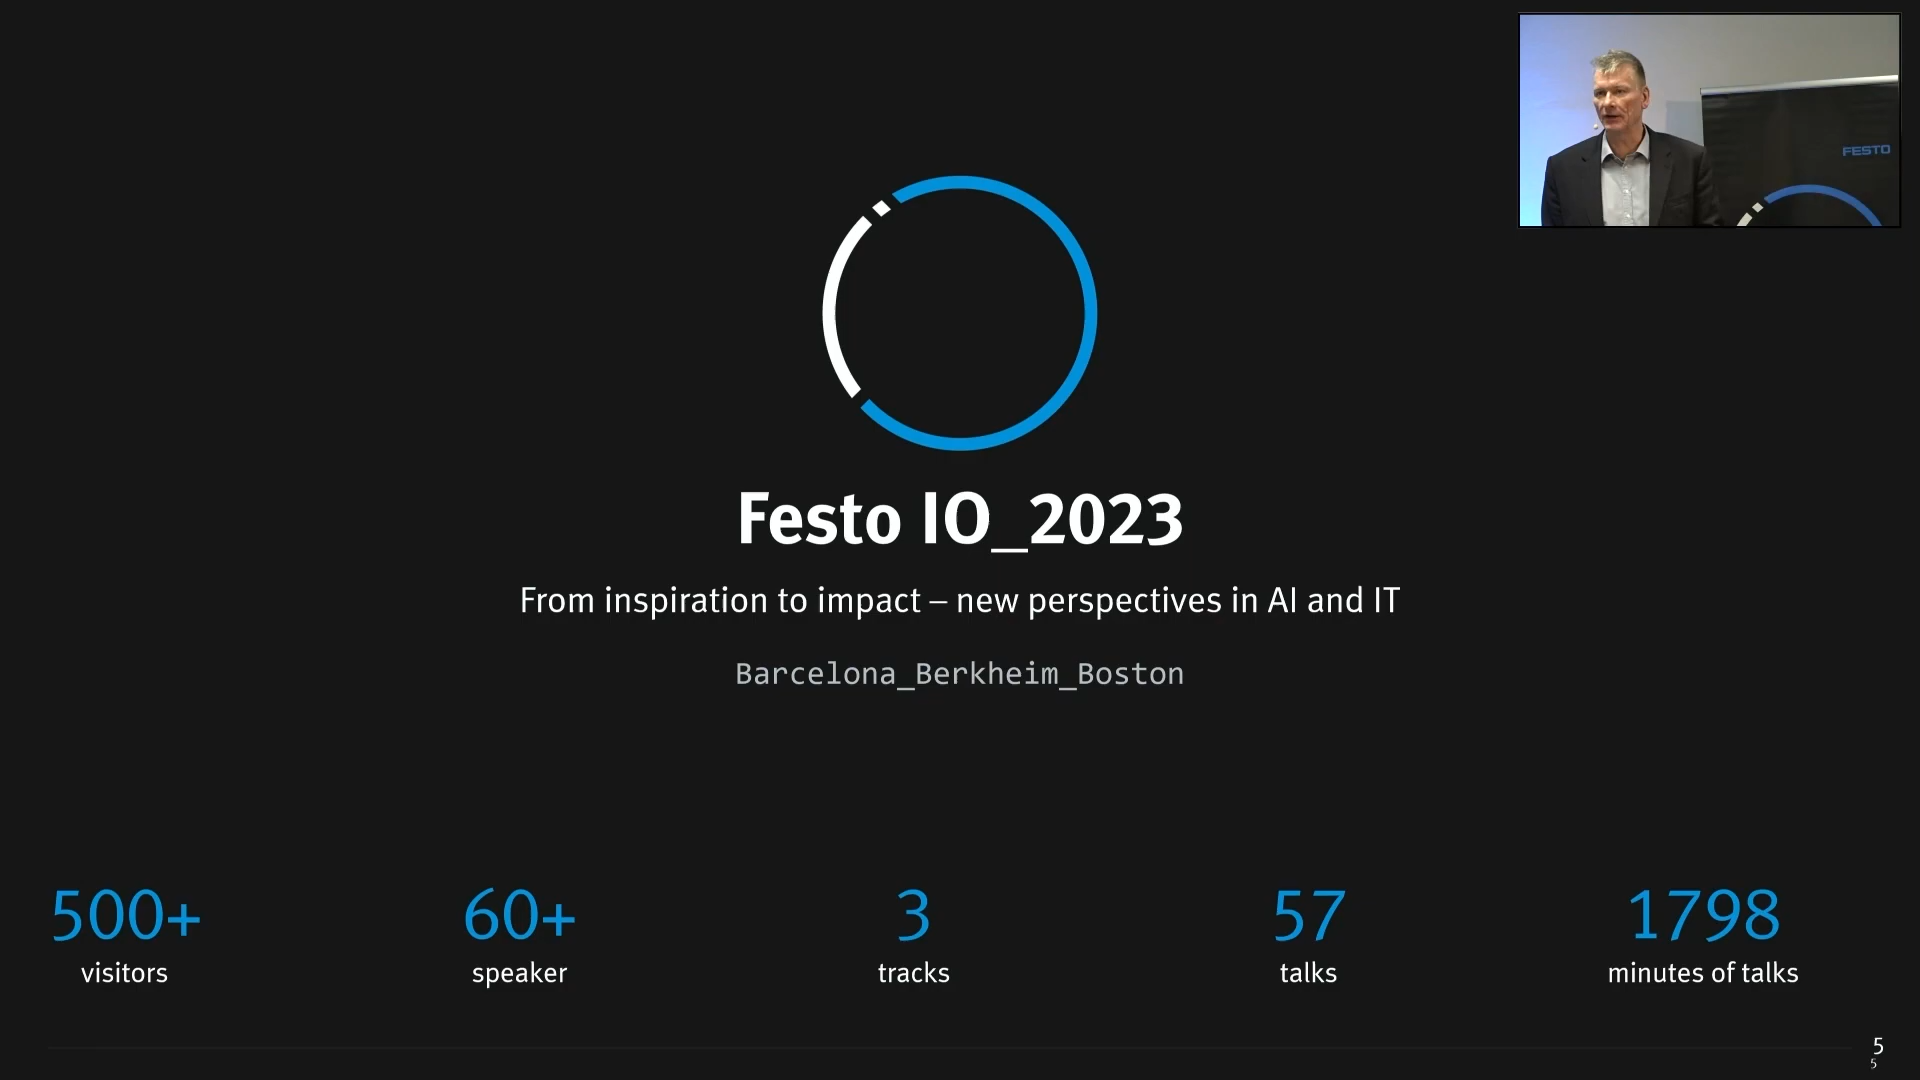 FESTO
Festo IO_2023
From inspiration to impact – new perspectives in AI and IT
Barcelona_Berkheim_Boston
500+
visitors
60+
speaker
3
tracks
57
talks
1798
minutes of talks
5
5